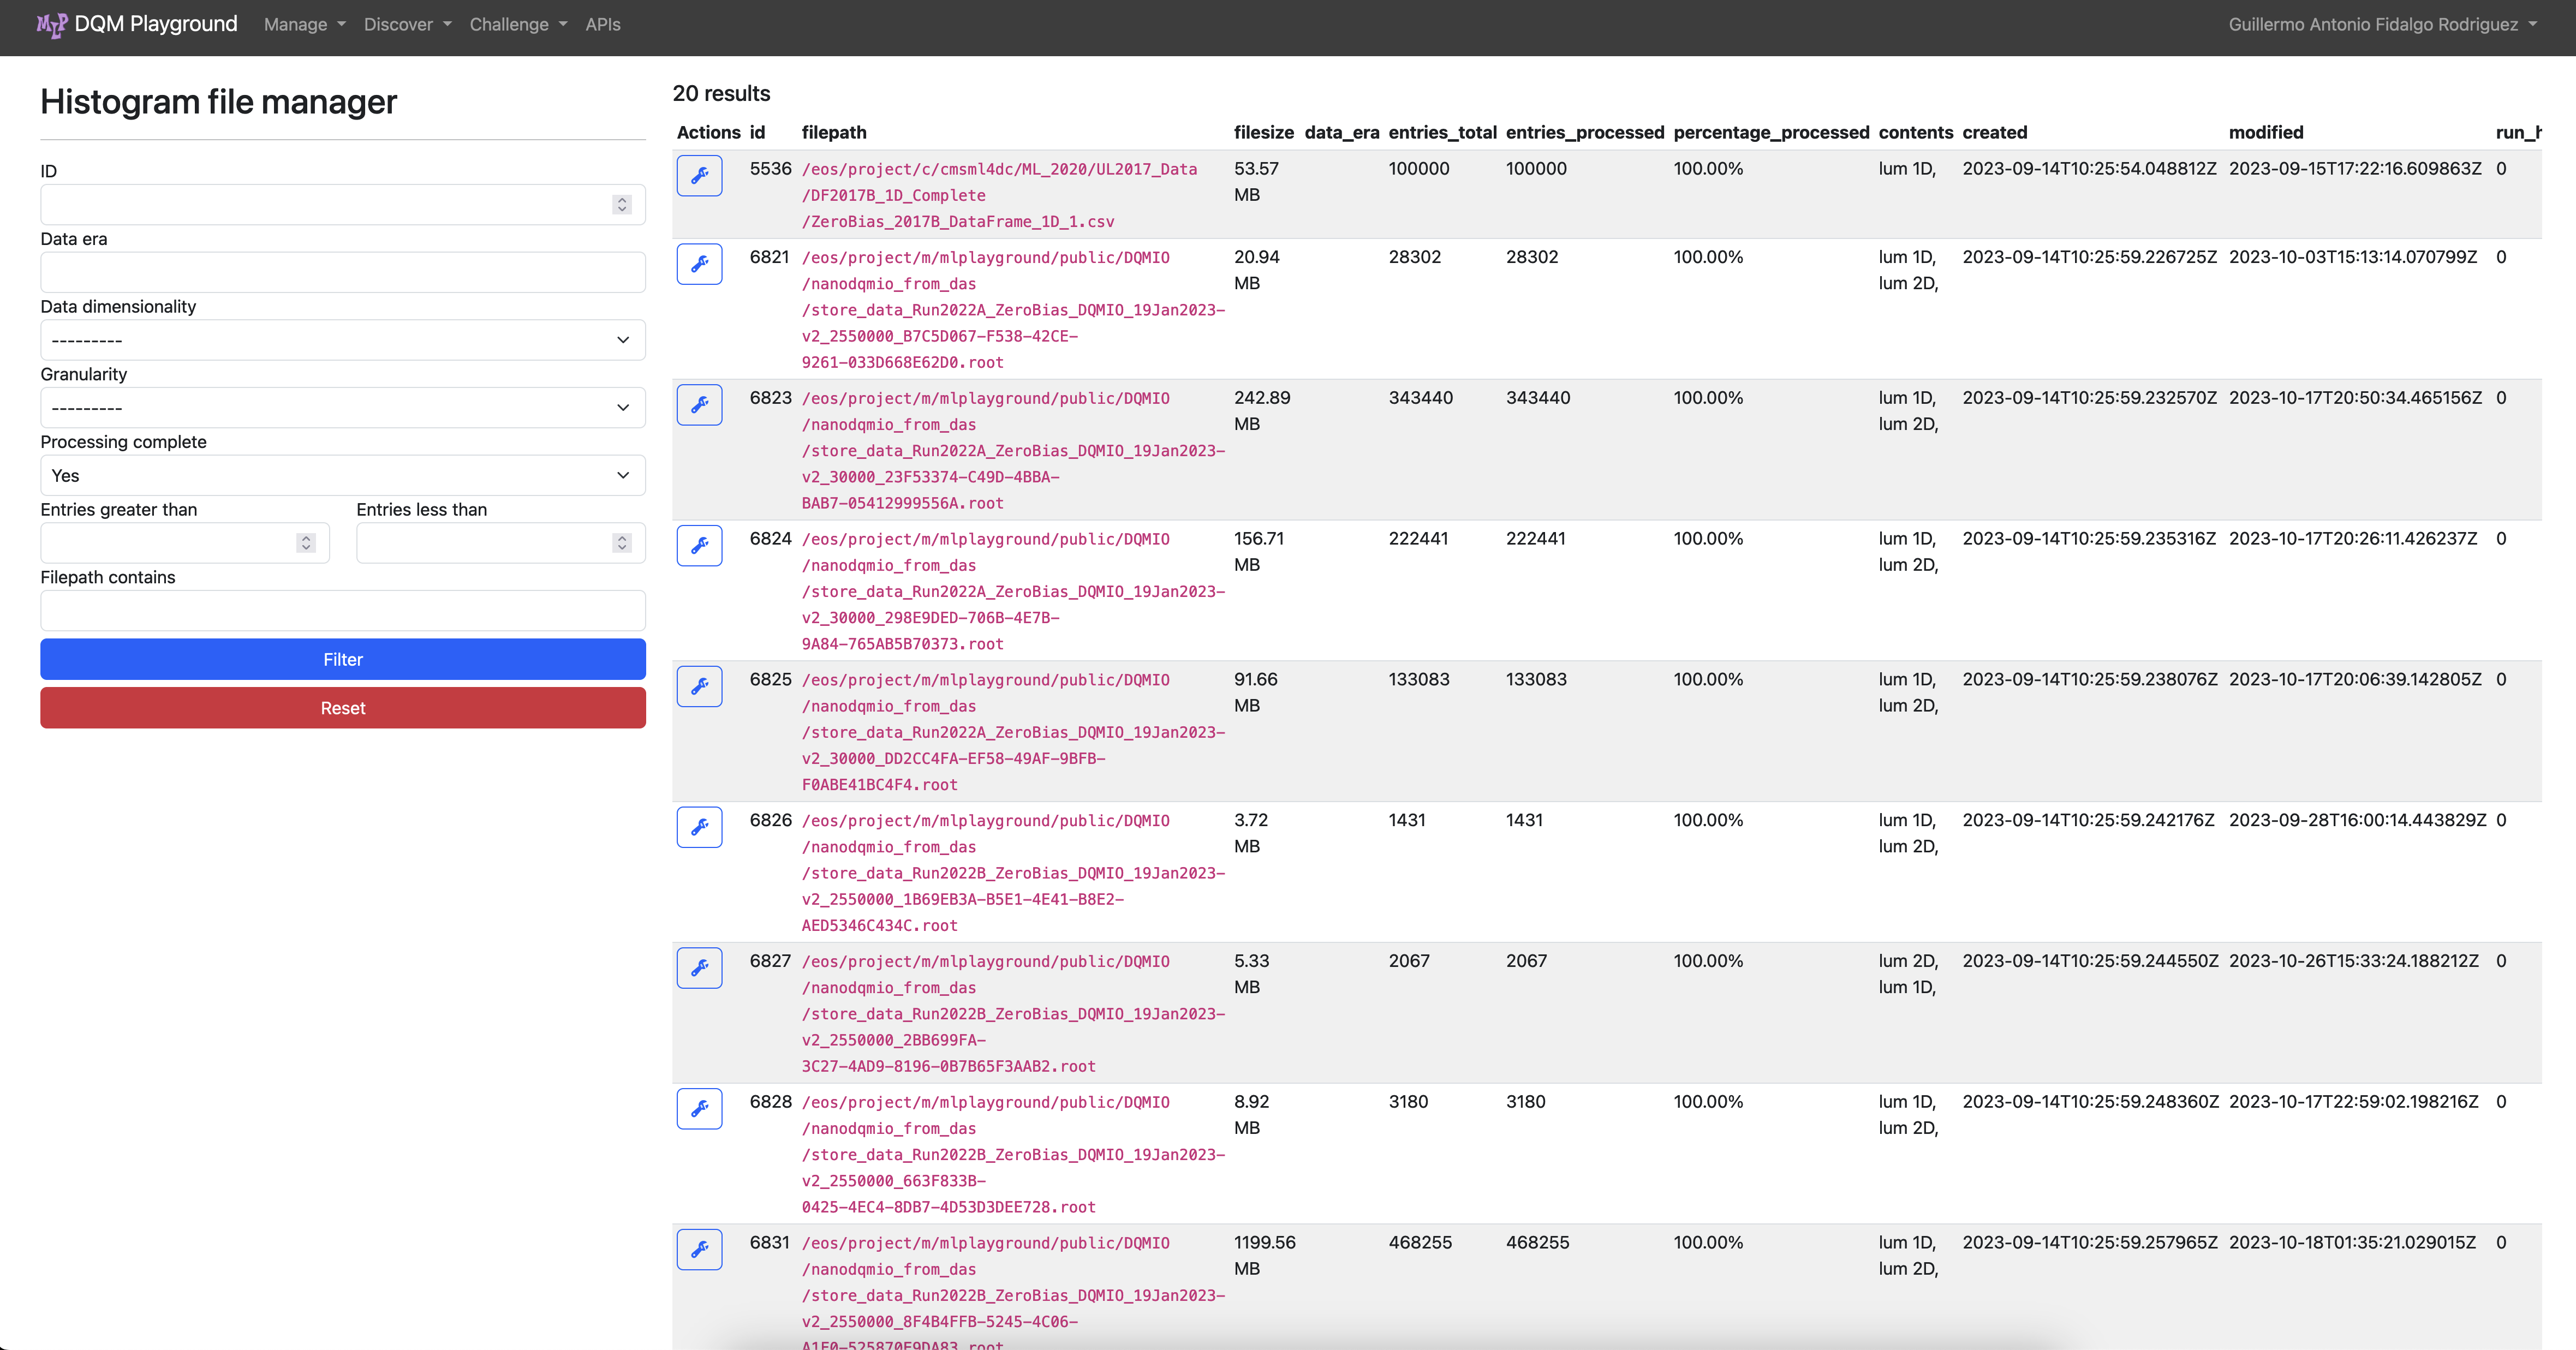 MLP DQM Playground Manage Discover Challenge APIs Guillermo Antonio Fidalgo Rodriguez
Histogram file manager
ID
Data era
Data dimensionality
---------
Granularity
---------
Processing complete
Yes
Entries greater than Entries less than
Filepath contains
Filter
Reset
20 results
Actions id filepath filesize data_era entries_total entries_processed percentage_processed contents created modified run_h
5536 /eos/project/c/cmsml4dc/ML_2020/UL2017_Data 53.57 100000 100000 100.00% lum 1D, 2023-09-14T10:25:54.048812Z 2023-09-15T17:22:16.609863Z 0
/DF2017B_1D_Complete MB
/ZeroBias_2017B_DataFrame_1D_1.csv
6821 /eos/project/m/mlplayground/public/DQMIO 20.94 28302 28302 100.00% lum 1D, 2023-09-14T10:25:59.226725Z 2023-10-03T15:13:14.070799Z 0
/nanodqmio_from_das MB lum 2D,
/store_data_Run2022A_ZeroBias_DQMIO_19Jan2023-
v2_2550000_B7C5D067-F538-42CE-
9261-033D668E62D0.root
6823 /eos/project/m/mlplayground/public/DQMIO 242.89 343440 343440 100.00% lum 1D, 2023-09-14T10:25:59.232570Z 2023-10-17T20:50:34.465156Z 0
/nanodqmio_from_das MB lum 2D,
/store_data_Run2022A_ZeroBias_DQMIO_19Jan2023-
v2_30000_23F53374-C49D-4BBA-
BAB7-05412999556A.root
6824 /eos/project/m/mlplayground/public/DQMIO 156.71 222441 222441 100.00% lum 1D, 2023-09-14T10:25:59.235316Z 2023-10-17T20:26:11.426237Z 0
/nanodqmio_from_das MB lum 2D,
/store_data_Run2022A_ZeroBias_DQMIO_19Jan2023-
v2_30000_298E9DED-706B-4E7B-
9A84-765AB5B70373.root
6825 /eos/project/m/mlplayground/public/DQMIO 91.66 133083 133083 100.00% lum 1D, 2023-09-14T10:25:59.238076Z 2023-10-17T20:06:39.142805Z 0
/nanodqmio_from_das MB lum 2D,
/store_data_Run2022A_ZeroBias_DQMIO_19Jan2023-
v2_30000_DD2CC4FA-EF58-49AF-9BFB-
F0ABE41BC4F4.root
6826 /eos/project/m/mlplayground/public/DQMIO 3.72 1431 1431 100.00% lum 1D, 2023-09-14T10:25:59.242176Z 2023-09-28T16:00:14.443829Z 0
/nanodqmio_from_das MB lum 2D,
/store_data_Run2022B_ZeroBias_DQMIO_19Jan2023-
v2_2550000_1B69EB3A-B5E1-4E41-B8E2-
AED5346C434C.root
6827 /eos/project/m/mlplayground/public/DQMIO 5.33 2067 2067 100.00% lum 2D, 2023-09-14T10:25:59.244550Z 2023-10-26T15:33:24.188212Z 0
/nanodqmio_from_das MB lum 1D,
/store_data_Run2022B_ZeroBias_DQMIO_19Jan2023-
v2_2550000_2BB699FA-
3C27-4AD9-8196-0B7B65F3AAB2.root
6828 /eos/project/m/mlplayground/public/DQMIO 8.92 3180 3180 100.00% lum 1D, 2023-09-14T10:25:59.248360Z 2023-10-17T22:59:02.198216Z 0
/nanodqmio_from_das MB lum 2D,
/store_data_Run2022B_ZeroBias_DQMIO_19Jan2023-
v2_2550000_663F833B-
0425-4EC4-8DB7-4D53D3DEE728.root
6831 /eos/project/m/mlplayground/public/DQMIO 1199.56 468255 468255 100.00% lum 1D, 2023-09-14T10:25:59.257965Z 2023-10-18T01:35:21.029015Z 0
/nanodqmio_from_das MB lum 2D,
/store_data_Run2022B_ZeroBias_DQMIO_19Jan2023-
v2_2550000_8F4B4FFB-5245-4C06-